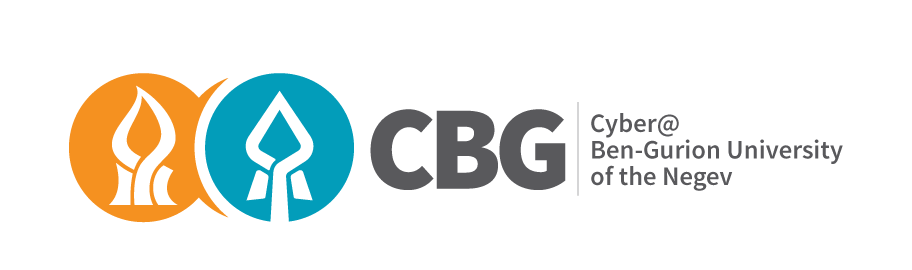 CBG
Cyber@
Ben-Gurion University
of the Negev